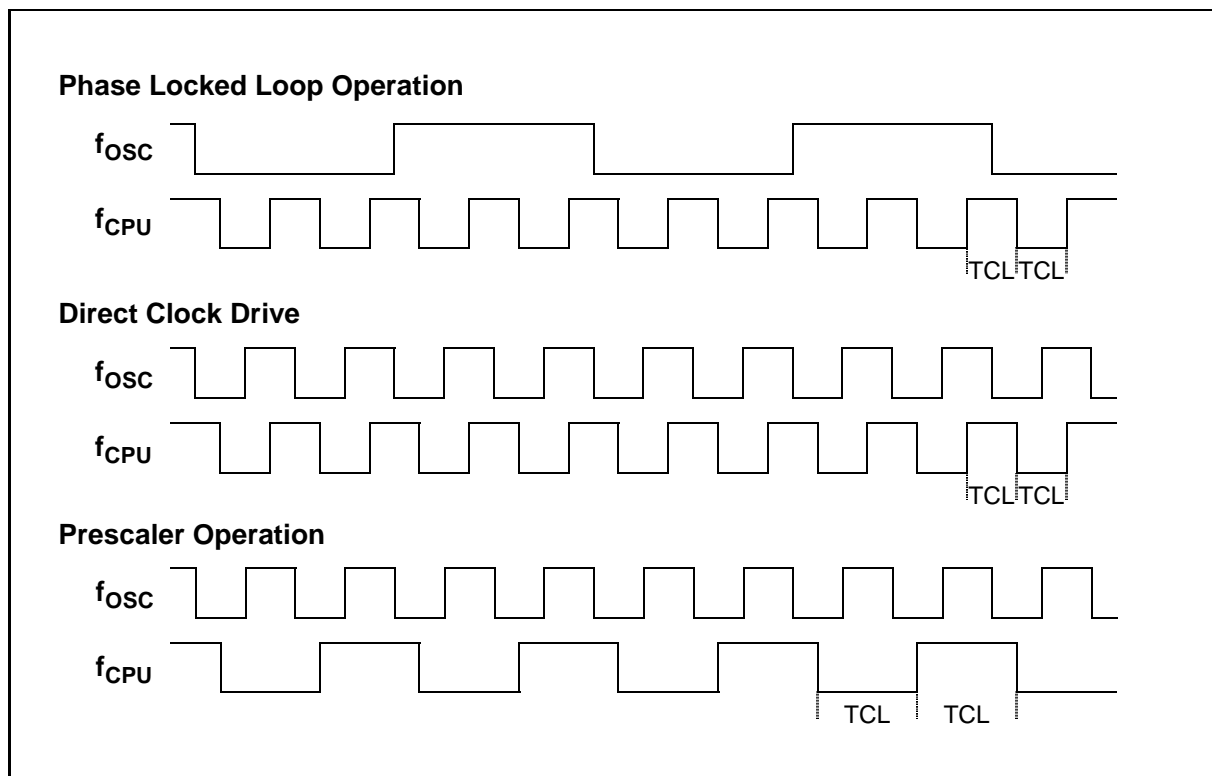 Phase Locked Loop Operation
fOSC
fCPU
TCL TCL
Direct Clock Drive
fOSC
fCPU
TCL TCL
Prescaler Operation
fOSC
fCPU
TCL TCL